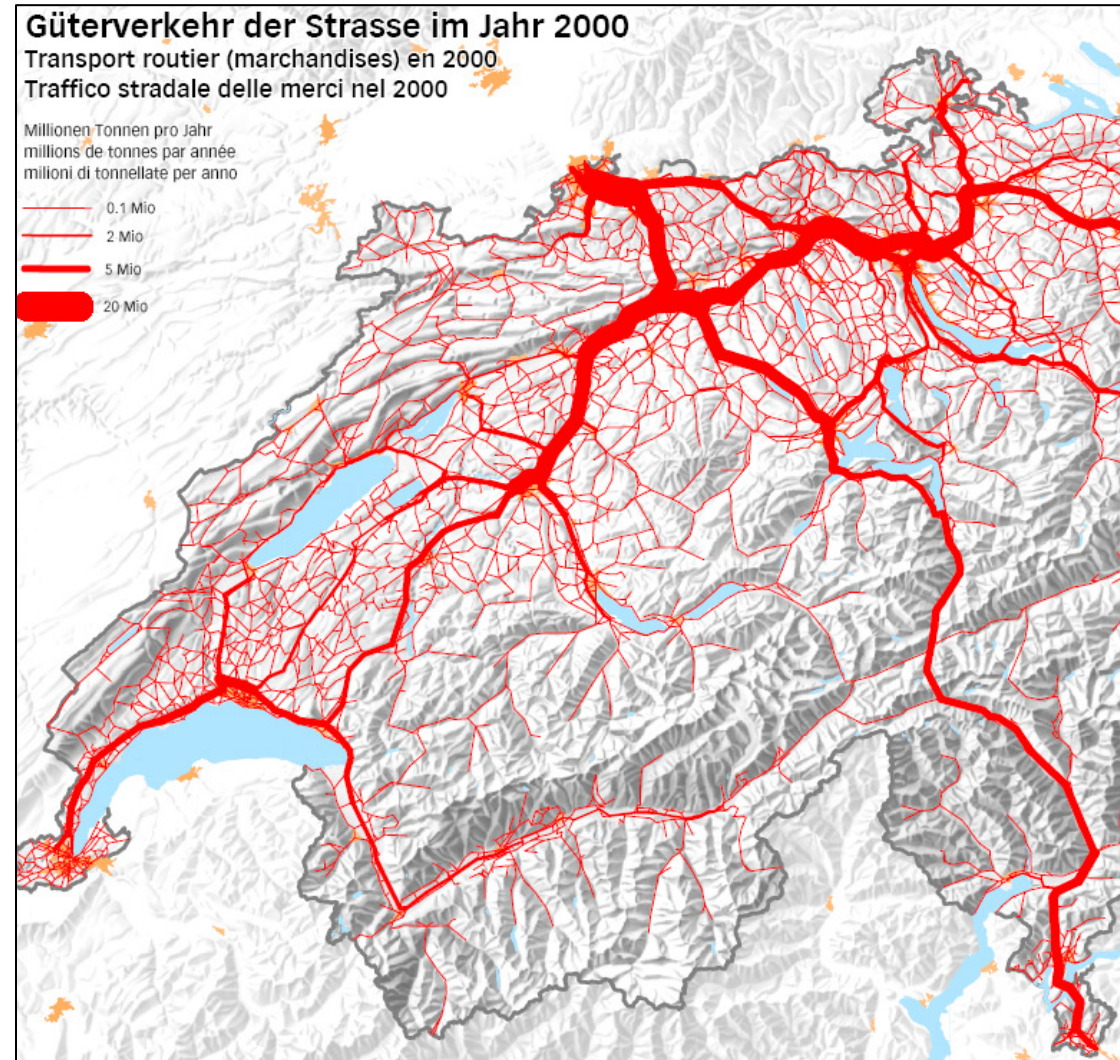 Güterverkehr der Strasse im Jahr 2000
Transport routier (marchandises) en 2000
Traffico stradale delle merci nel 2000
Millionen Tonnen pro Jahr
millions de tonnes par année
milioni di tonnellate per anno
0.1 Mio
2 Mio
5 Mio
20 Mio